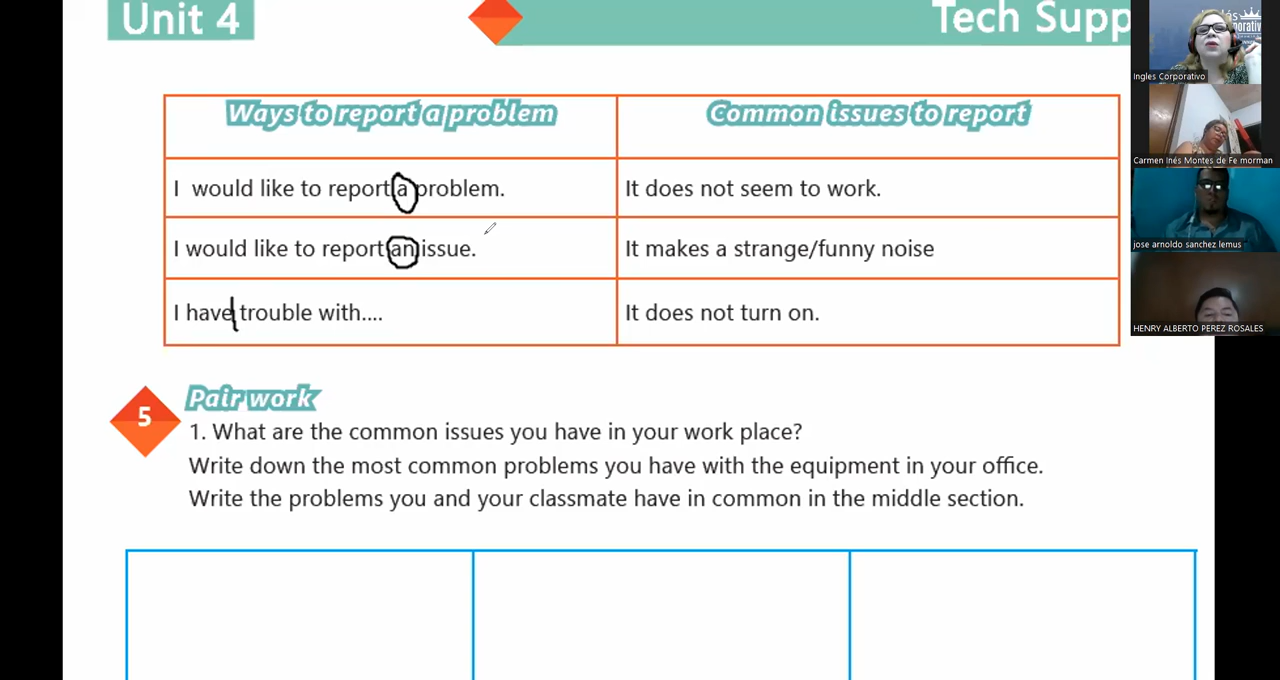 Unit 4
Tech Supp
Ways to report a problem
Common issues to report
I would like to report a problem.
It does not seem to work.
I would like to report an issue.
It makes a strange/funny noise
I have trouble with....
It does not turn on.
5
Pair work
1. What are the common issues you have in your work place?
Write down the most common problems you have with the equipment in your office.
Write the problems you and your classmate have in common in the middle section.
Ingles Corporativo
Carmen Inés Montes de Fe morman
jose arnoldo sanchez lemus
HENRY ALBERTO PEREZ ROSALES